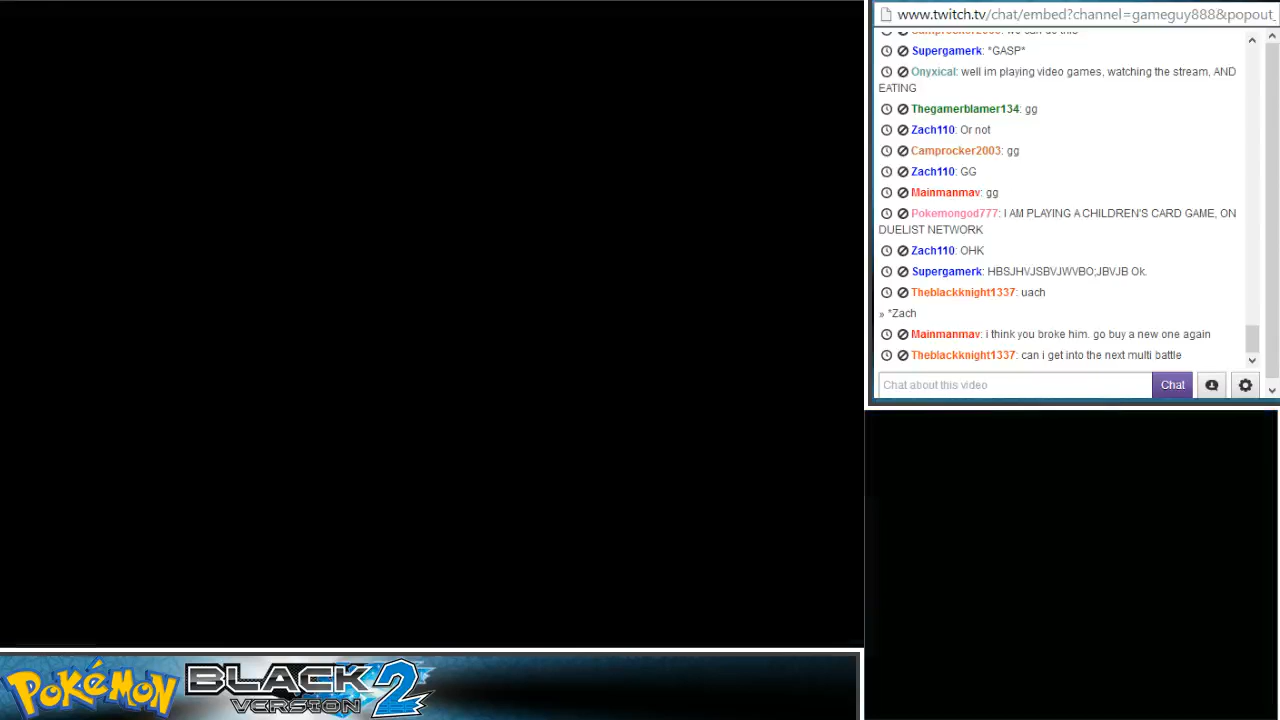 www.twitch.tv/chat/embed?channel=gameguy888&popout_
Supergamerk: *GASP*
Onyxical: well im playing video games, watching the stream, AND
EATING
Thegamerblamer134: gg
Zach110: Or not
Camprocker2003: gg
Zach110: GG
Mainmanmav: gg
Pokemongod777: I AM PLAYING A CHILDREN'S CARD GAME, ON
DUELIST NETWORK
Zach110: OHK
Supergamerk: HBSJHVJSBVJWVBO;JBVJB Ok.
Theblackknight1337: uach
» *Zach
Mainmanmav: i think you broke him. go buy a new one again
Theblackknight1337: can i get into the next multi battle
Chat about this video
Chat
POKéMON
BLACK 2
VERSION